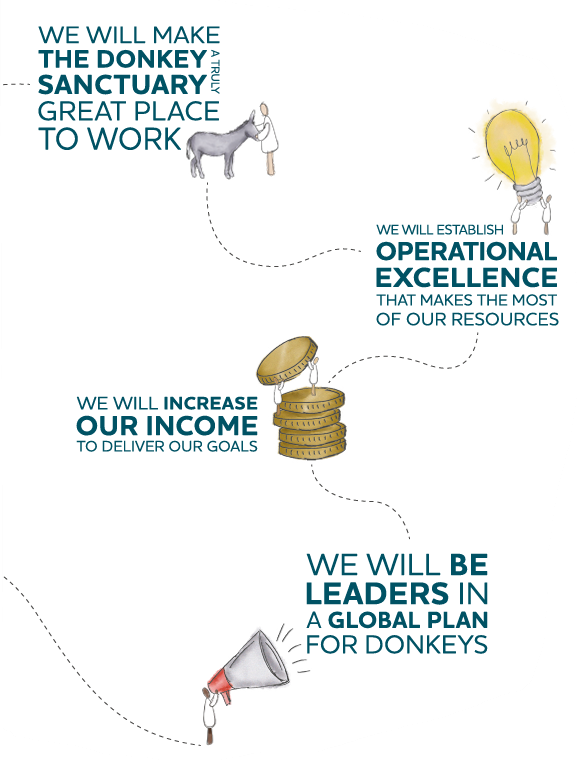 WE WILL MAKE
THE DONKEY
SANCTUARY
A TRULY
GREAT PLACE
TO WORK
WE WILL ESTABLISH
OPERATIONAL
EXCELLENCE
THAT MAKES THE MOST
OF OUR RESOURCES
WE WILL INCREASE
OUR INCOME
TO DELIVER OUR GOALS
WE WILL BE
LEADERS IN
A GLOBAL PLAN
FOR DONKEYS